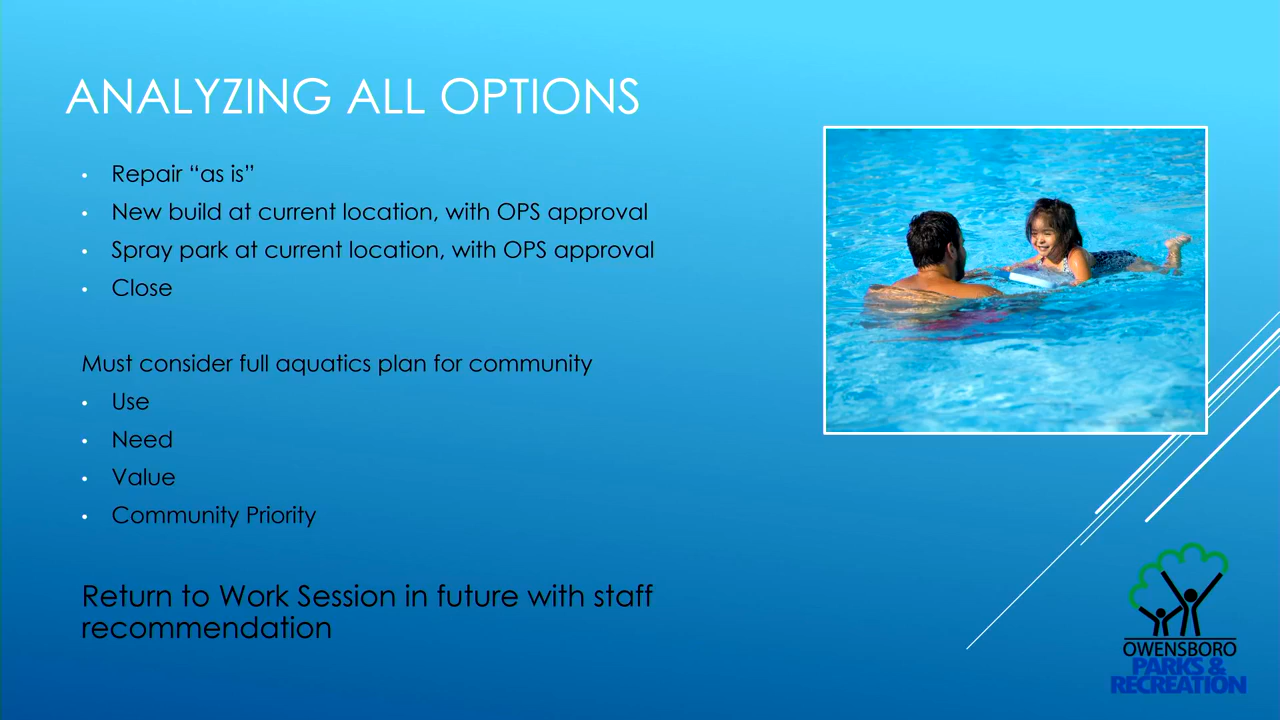 ANALYZING ALL OPTIONS
• Repair “as is”
• New build at current location, with OPS approval
• Spray park at current location, with OPS approval
• Close
Must consider full aquatics plan for community
• Use
• Need
• Value
• Community Priority
Return to Work Session in future with staff
recommendation
OWENSBORO
PARKS &
RECREATION